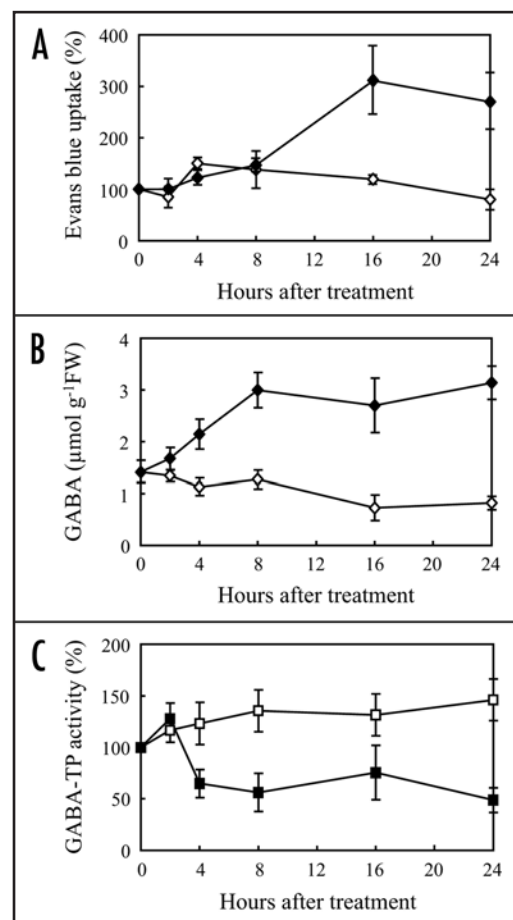 A
Evans blue uptake (%)
400
300
200
100
0
0 4 8 12 16 20 24
Hours after treatment
B
GABA (μmol g⁻¹FW)
4
3
2
1
0
0 4 8 12 16 20 24
Hours after treatment
C
GABA-TP activity (%)
200
150
100
50
0
0 4 8 12 16 20 24
Hours after treatment